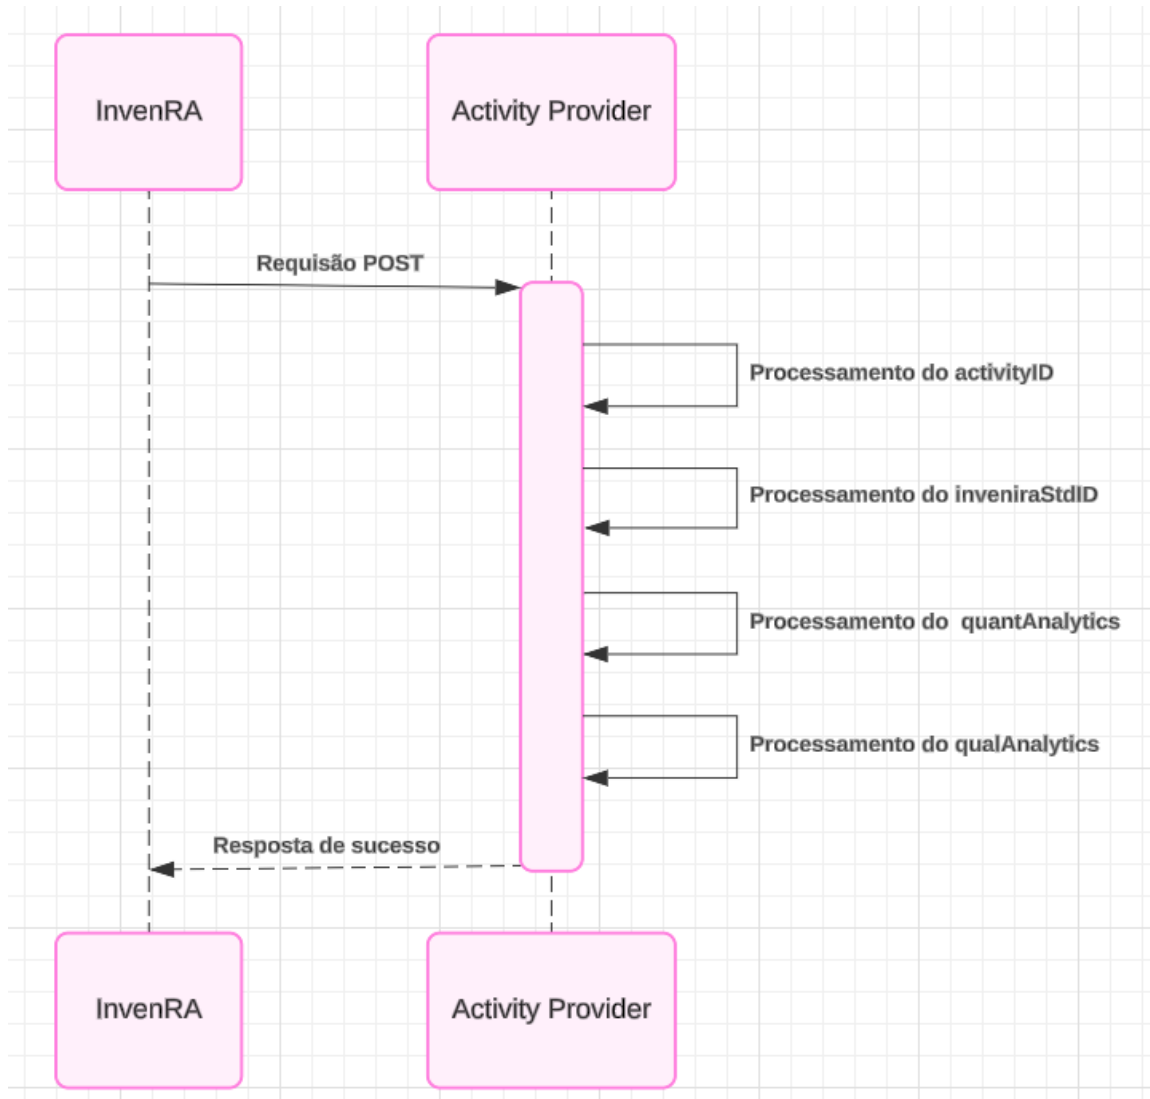 InvenRA
Activity Provider
Requisão POST
Processamento do activityID
Processamento do inveniraStdID
Processamento do  quantAnalytics
Processamento do qualAnalytics
Resposta de sucesso
InvenRA
Activity Provider